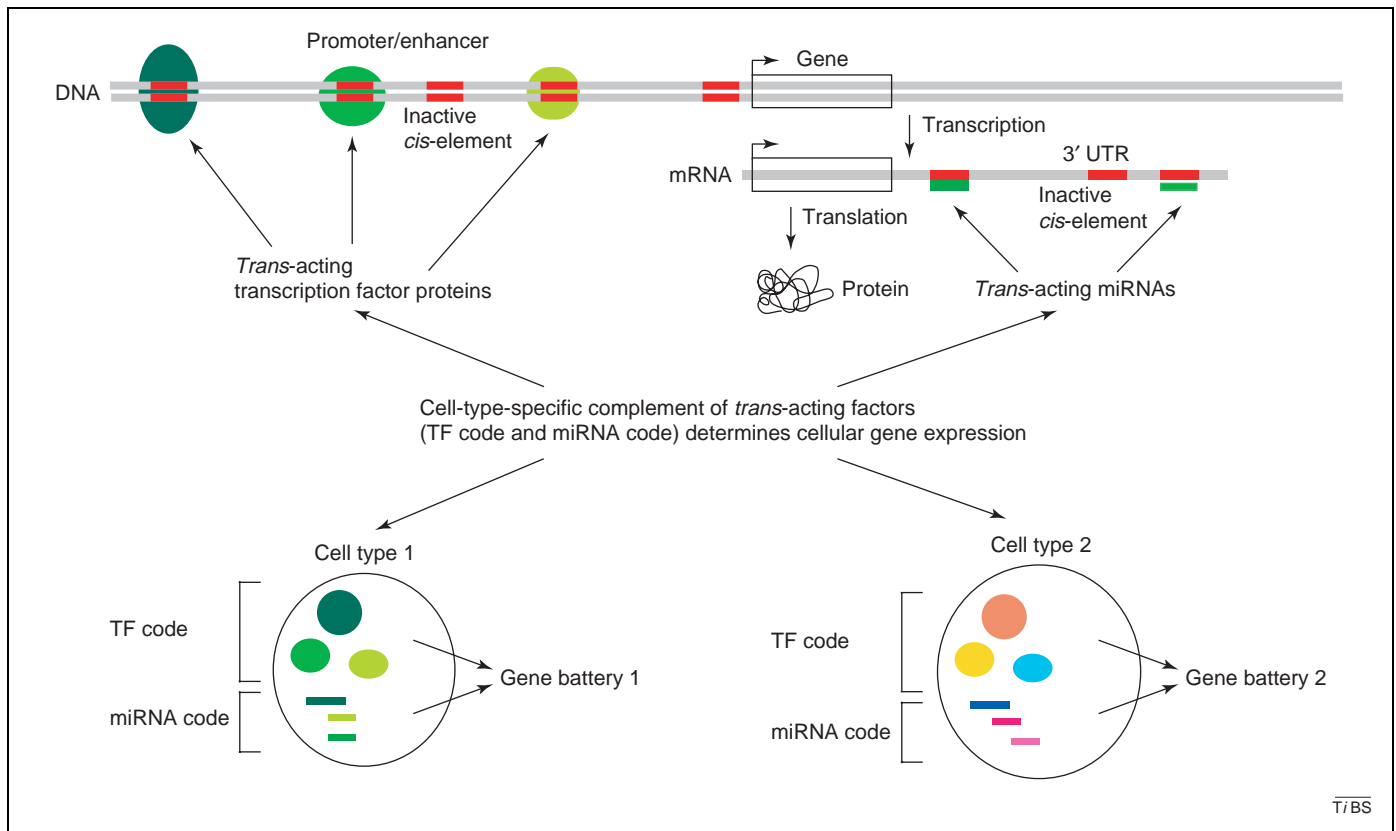 Promoter/enhancer
Gene
DNA
Inactive
cis-element
Transcription
3′ UTR
mRNA
Inactive
cis-element
Translation
Trans-acting
transcription factor proteins
Protein
Trans-acting miRNAs
Cell-type-specific complement of trans-acting factors
(TF code and miRNA code) determines cellular gene expression
Cell type 1
TF code
miRNA code
Gene battery 1
Cell type 2
TF code
miRNA code
Gene battery 2
TiBS